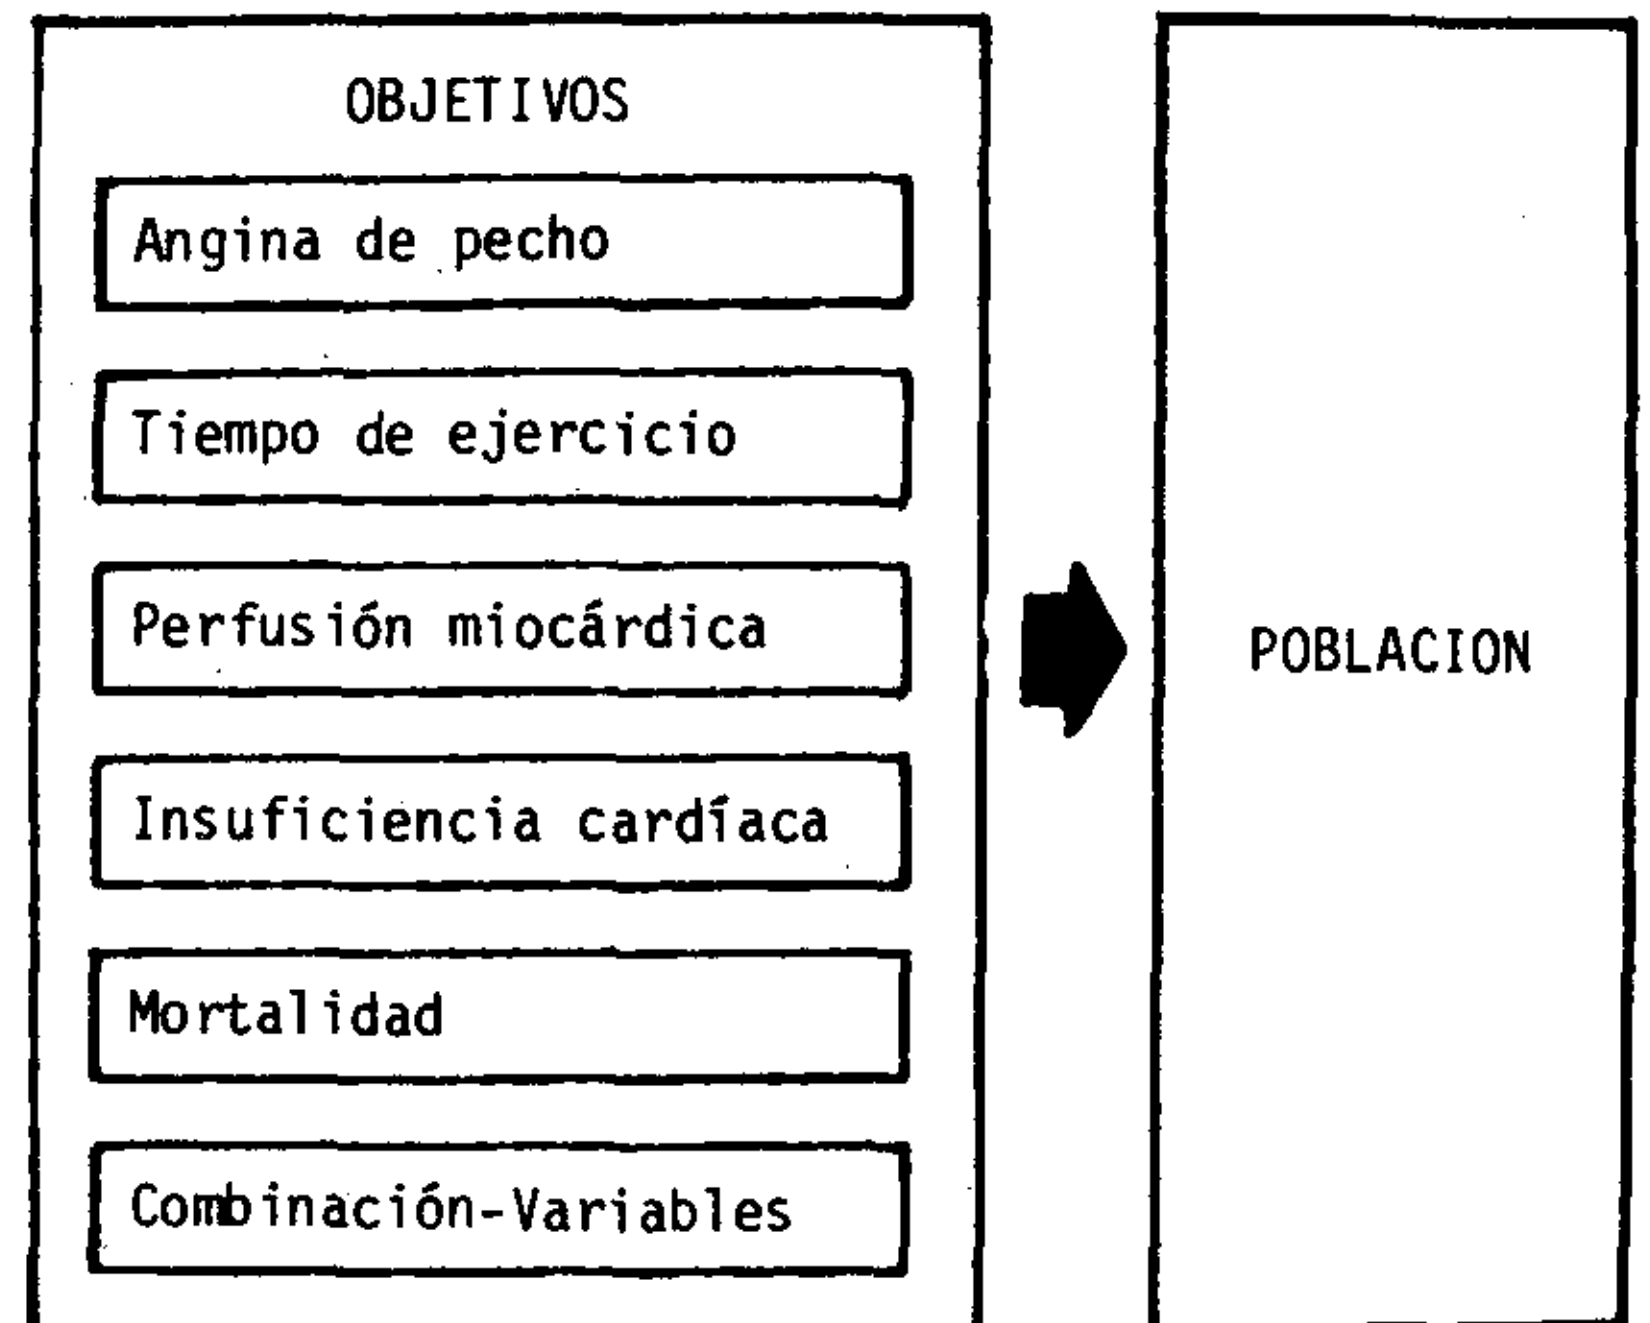 OBJETIVOS
Angina de pecho
Tiempo de ejercicio
Perfusión miocárdica
Insuficiencia cardíaca
Mortalidad
Combinación-Variables
POBLACION